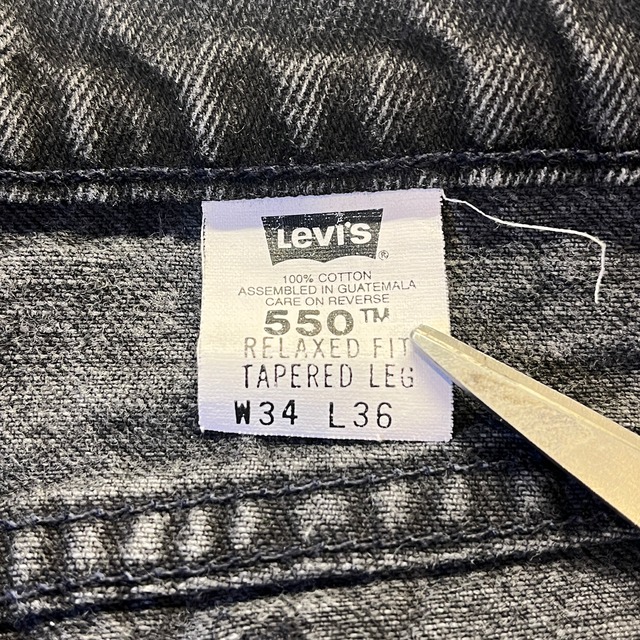 Levi's®
100% COTTON
ASSEMBLED IN GUATEMALA
CARE ON REVERSE
550™
RELAXED FIT
TAPERED LEG
W34 L36